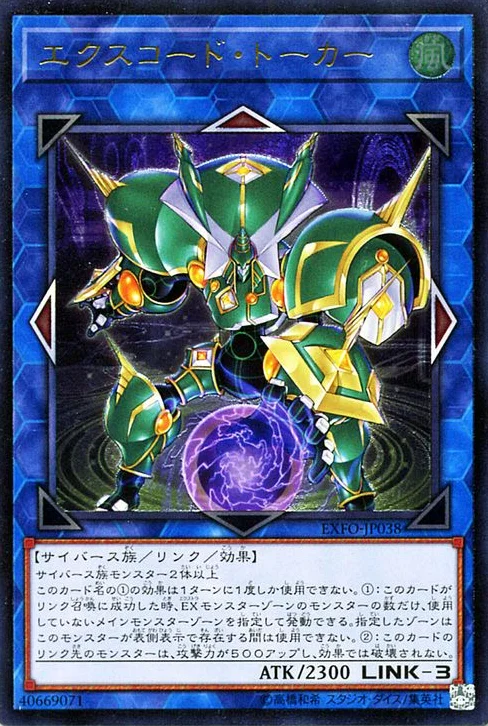 エクスコード・トーカー
風
EXFO-JP038
【サイバース族/リンク/効果】
サイバース族モンスター2体以上
このカード名の①の効果は1ターンに1度しか使用できない。①:このカードが
リンク召喚に成功した時、EXモンスターゾーンのモンスターの数だけ、使用
していないメインモンスターゾーンを指定して発動できる。指定したゾーンは
このモンスターが表側表示で存在する間は使用できない。②:このカードの
リンク先のモンスターは、攻撃力が500アップし、効果では破壊されない。
ATK/2300 LINK-3
40669071
©高橋和希 スタジオ・ダイス/集英社